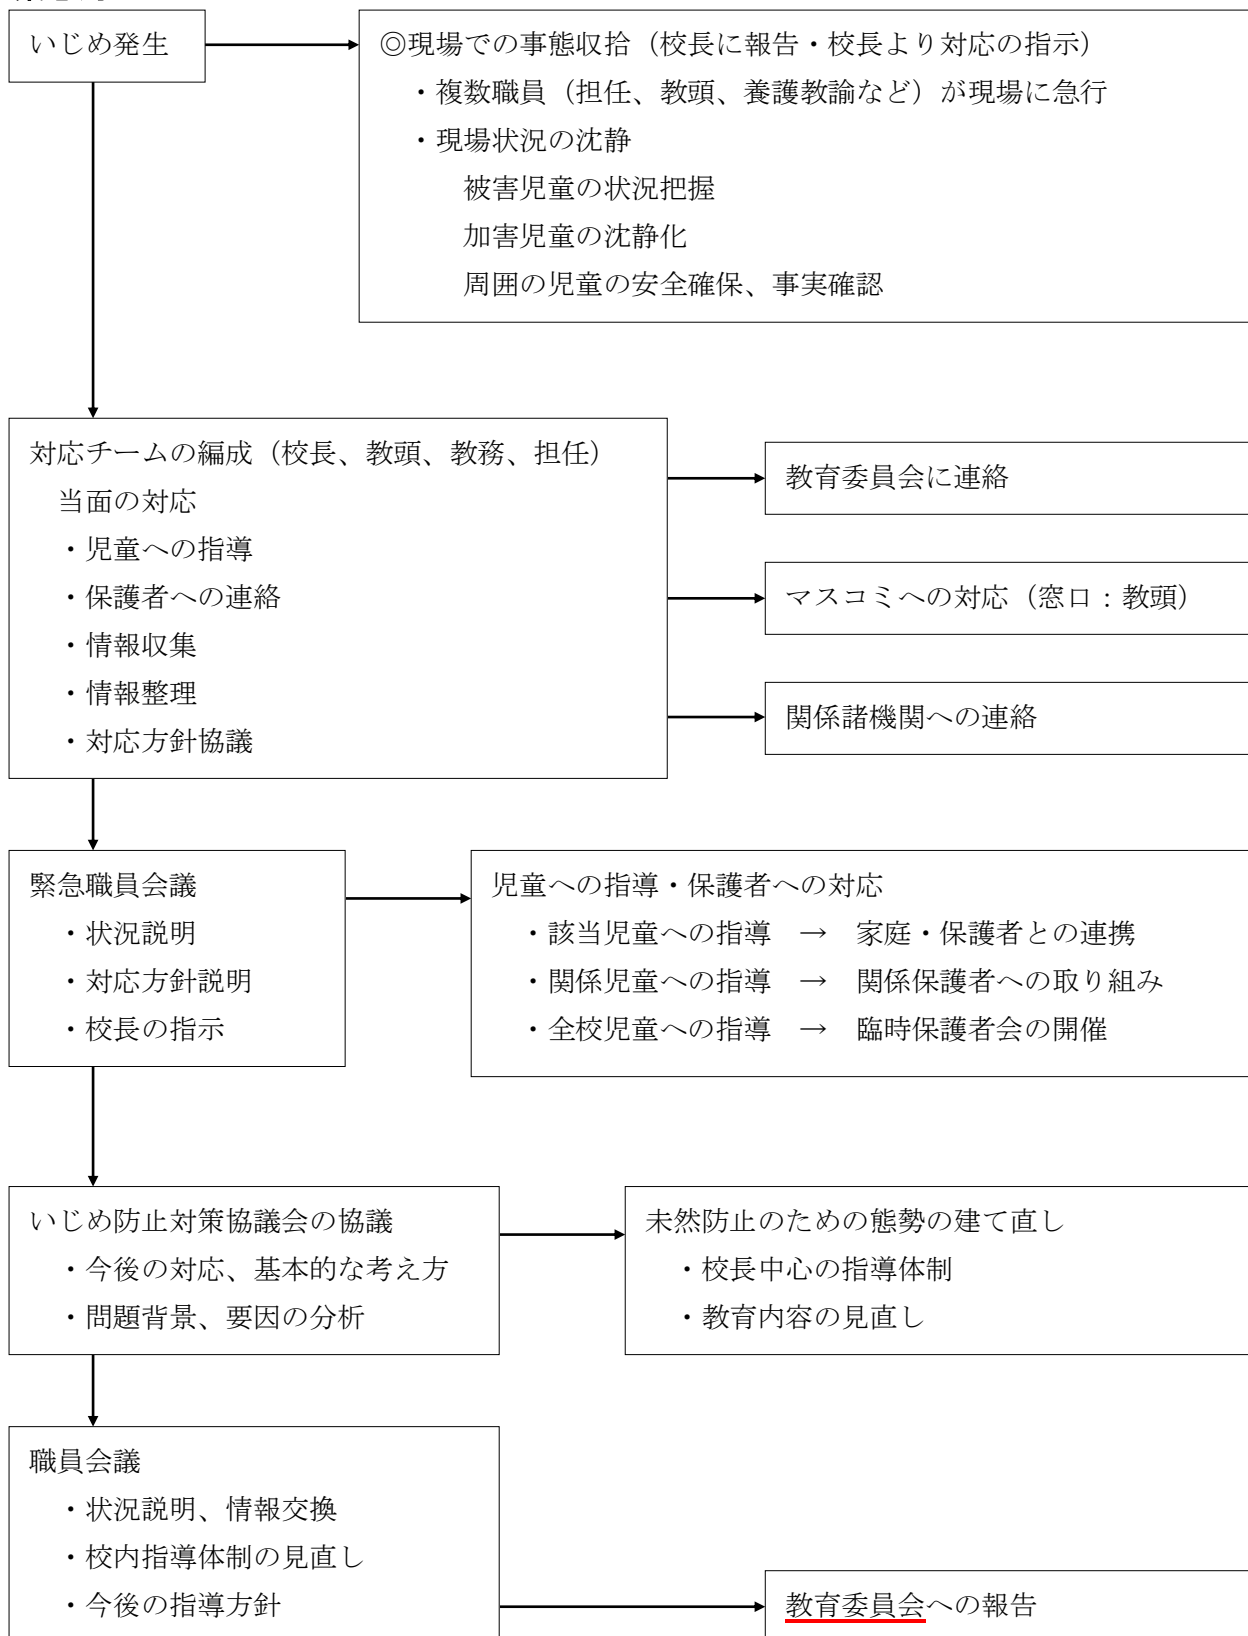 いじめ発生
◎現場での事態収拾（校長に報告・校長より対応の指示）
・複数職員（担任、教頭、養護教諭など）が現場に急行
・現場状況の沈静
被害児童の状況把握
加害児童の沈静化
周囲の児童の安全確保、事実確認
対応チームの編成（校長、教頭、教務、担任）
当面の対応
・児童への指導
・保護者への連絡
・情報収集
・情報整理
・対応方針協議
教育委員会に連絡
マスコミへの対応（窓口：教頭）
関係諸機関への連絡
緊急職員会議
・状況説明
・対応方針説明
・校長の指示
児童への指導・保護者への対応
・該当児童への指導　→　家庭・保護者との連携
・関係児童への指導　→　関係保護者への取り組み
・全校児童への指導　→　臨時保護者会の開催
いじめ防止対策協議会の協議
・今後の対応、基本的な考え方
・問題背景、要因の分析
未然防止のための態勢の建て直し
・校長中心の指導体制
・教育内容の見直し
職員会議
・状況説明、情報交換
・校内指導体制の見直し
・今後の指導方針
教育委員会への報告